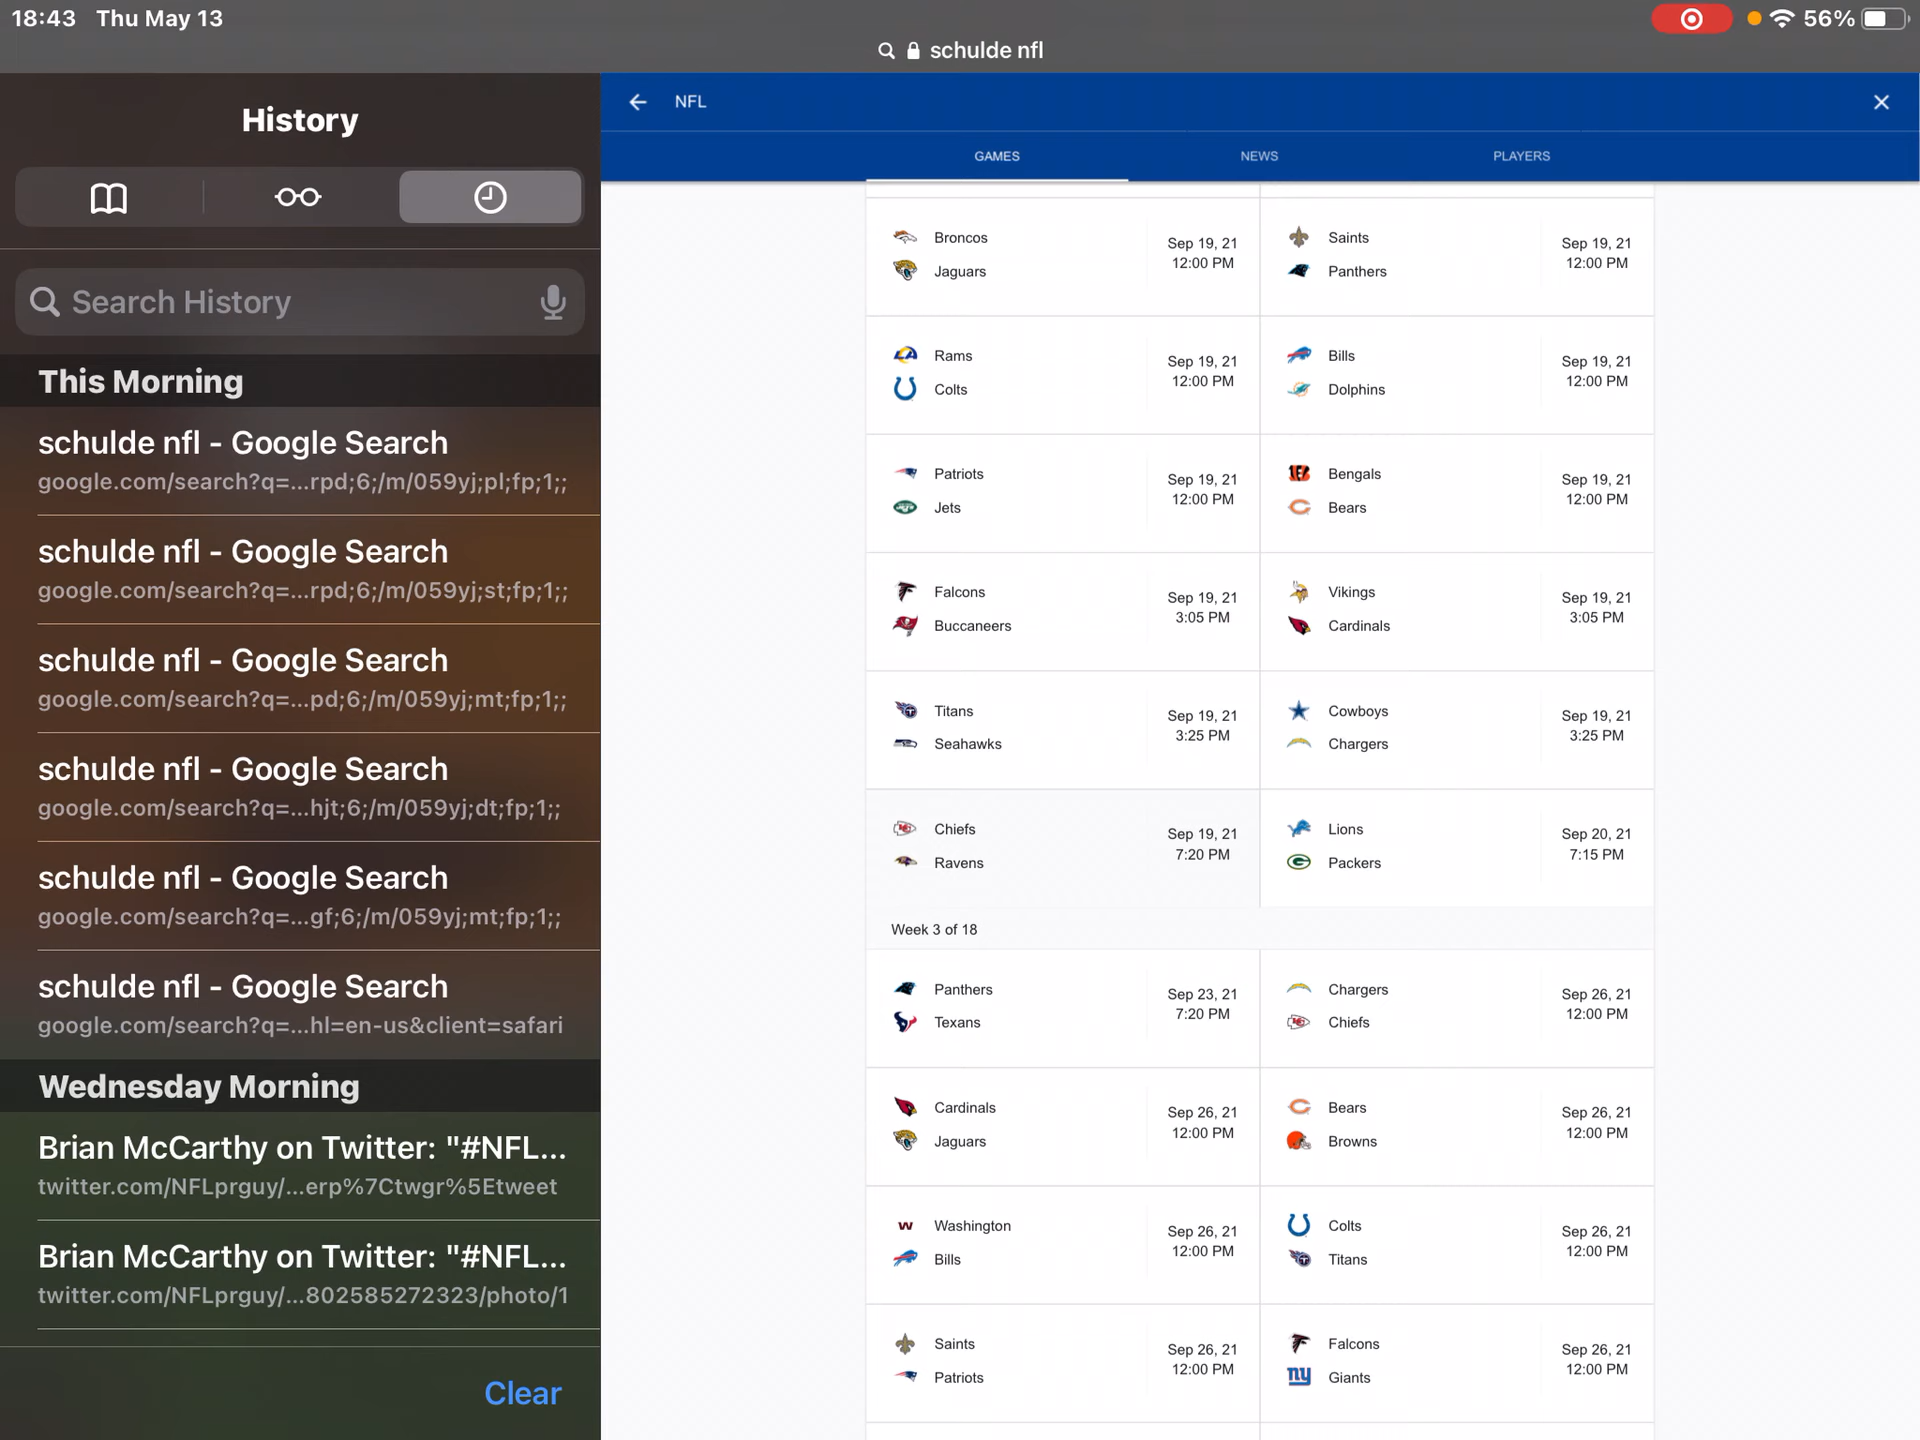 18:43 Thu May 13
56%
schulde nfl
History
Search History
This Morning
schulde nfl - Google Search
google.com/search?q=...rpd;6;/m/059yj;pl;fp;1;;
schulde nfl - Google Search
google.com/search?q=...rpd;6;/m/059yj;st;fp;1;;
schulde nfl - Google Search
google.com/search?q=...pd;6;/m/059yj;mt;fp;1;;
schulde nfl - Google Search
google.com/search?q=...hjt;6;/m/059yj;dt;fp;1;;
schulde nfl - Google Search
google.com/search?q=...gf;6;/m/059yj;mt;fp;1;;
schulde nfl - Google Search
google.com/search?q=...hl=en-us&client=safari
Wednesday Morning
Brian McCarthy on Twitter: "#NFL...
twitter.com/NFLprguy/...erp%7Ctwgr%5Etweet
Brian McCarthy on Twitter: "#NFL...
twitter.com/NFLprguy/...802585272323/photo/1
Clear
NFL
GAMES NEWS PLAYERS
Broncos
Jaguars
Sep 19, 21
12:00 PM
Saints
Panthers
Sep 19, 21
12:00 PM
Rams
Colts
Sep 19, 21
12:00 PM
Bills
Dolphins
Sep 19, 21
12:00 PM
Patriots
Jets
Sep 19, 21
12:00 PM
Bengals
Bears
Sep 19, 21
12:00 PM
Falcons
Buccaneers
Sep 19, 21
3:05 PM
Vikings
Cardinals
Sep 19, 21
3:05 PM
Titans
Seahawks
Sep 19, 21
3:25 PM
Cowboys
Chargers
Sep 19, 21
3:25 PM
Chiefs
Ravens
Sep 19, 21
7:20 PM
Lions
Packers
Sep 20, 21
7:15 PM
Week 3 of 18
Panthers
Texans
Sep 23, 21
7:20 PM
Chargers
Chiefs
Sep 26, 21
12:00 PM
Cardinals
Jaguars
Sep 26, 21
12:00 PM
Bears
Browns
Sep 26, 21
12:00 PM
Washington
Bills
Sep 26, 21
12:00 PM
Colts
Titans
Sep 26, 21
12:00 PM
Saints
Patriots
Sep 26, 21
12:00 PM
Falcons
Giants
Sep 26, 21
12:00 PM